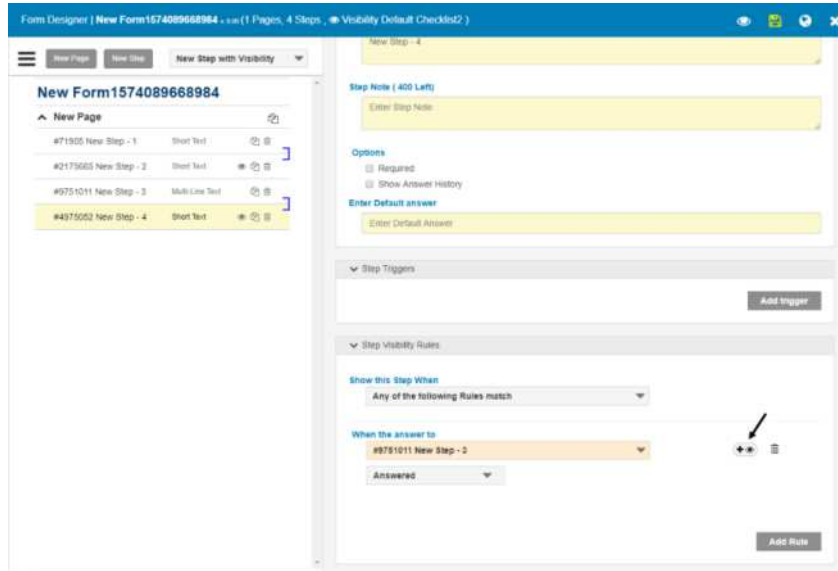 Form Designer | New Form1574089668984 (1 Pages, 4 Steps , Visibility Default Checklist2 )
New Page New Step New Step with Visibility
New Form1574089668984
New Page
#71905 New Step - 1 Short Text
#2175665 New Step - 2 Short Text
#9751011 New Step - 3 Multi-Line Text
#4975052 New Step - 4 Short Text
New Step - 4
Step Note ( 400 Left)
Enter Step Note
Options
Required
Show Answer History
Enter Default answer
Enter Default Answer
Step Triggers
Add trigger
Step Visibility Rules
Show this Step When
Any of the following Rules match
When the answer to
#9751011 New Step - 3
Answered
Add Rule